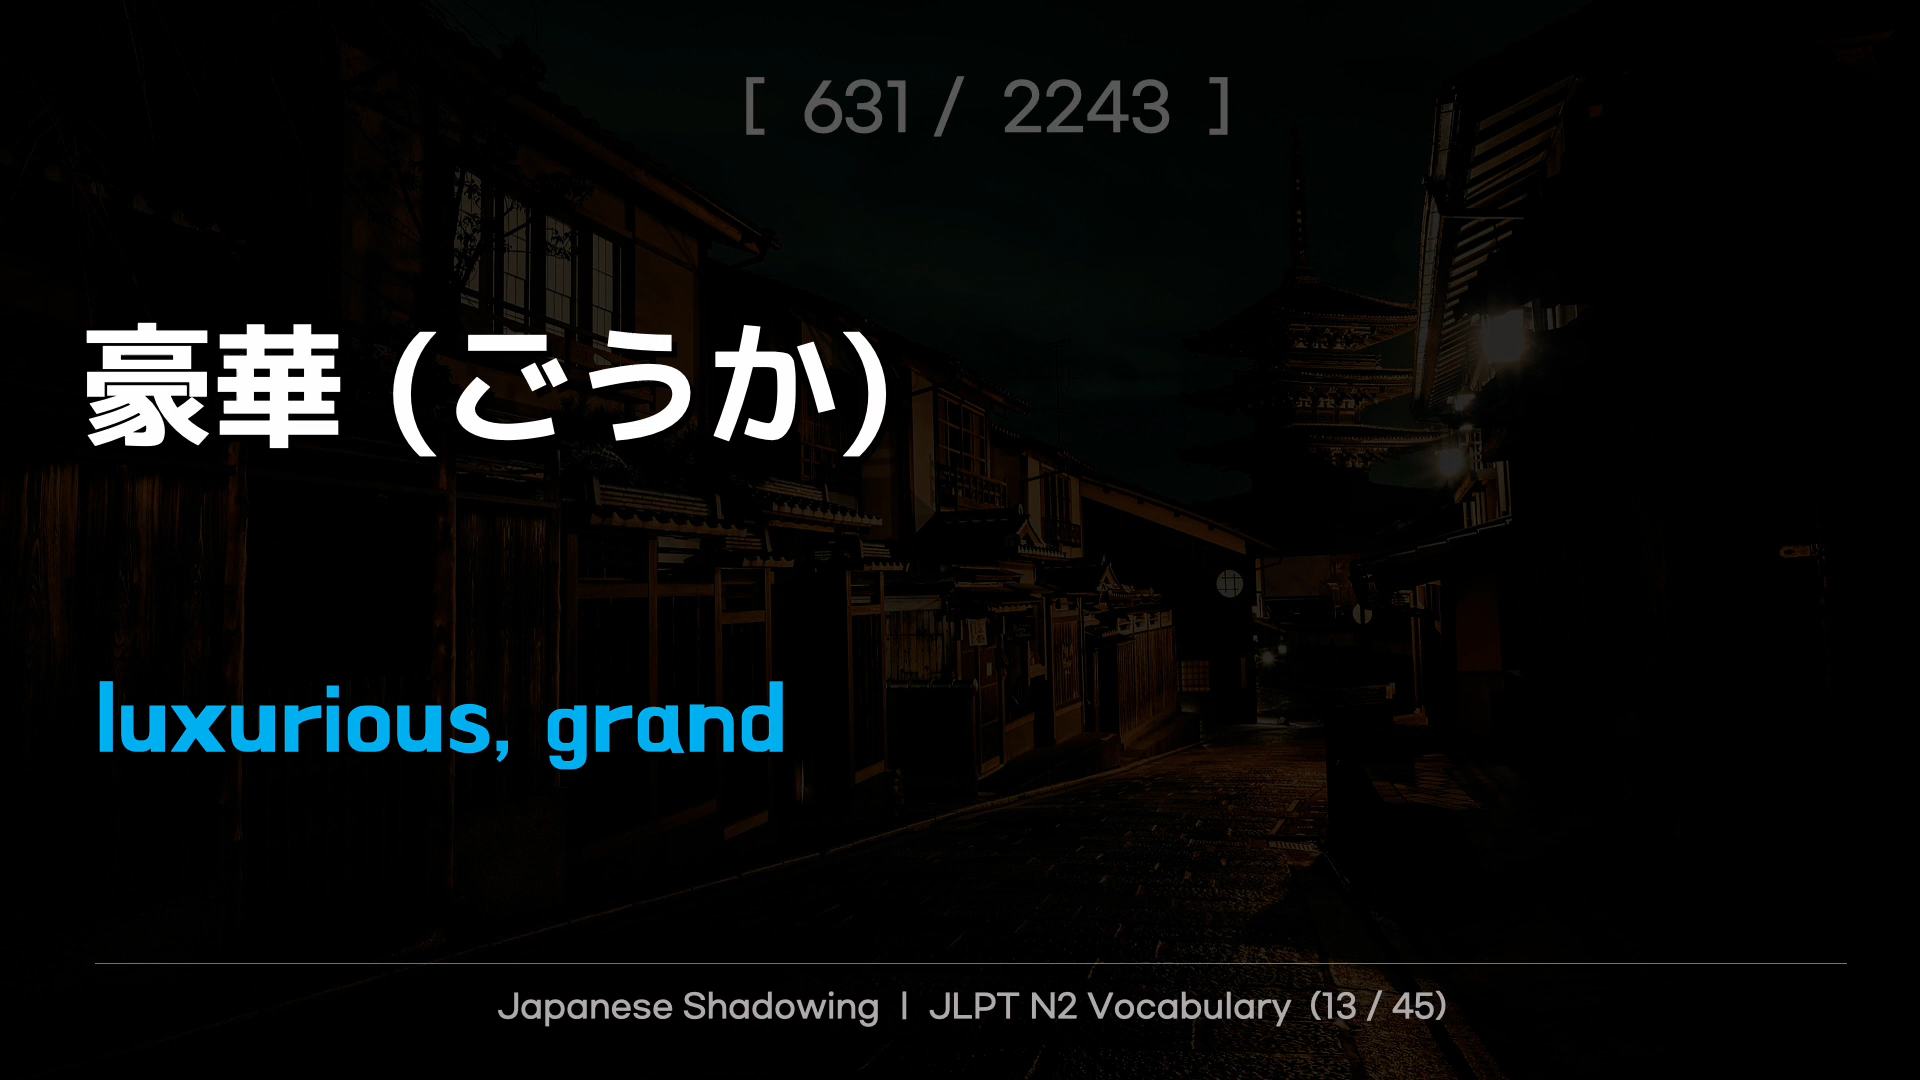 [ 631 / 2243 ]
豪華 (ごうか)
luxurious, grand
Japanese Shadowing | JLPT N2 Vocabulary (13 / 45)